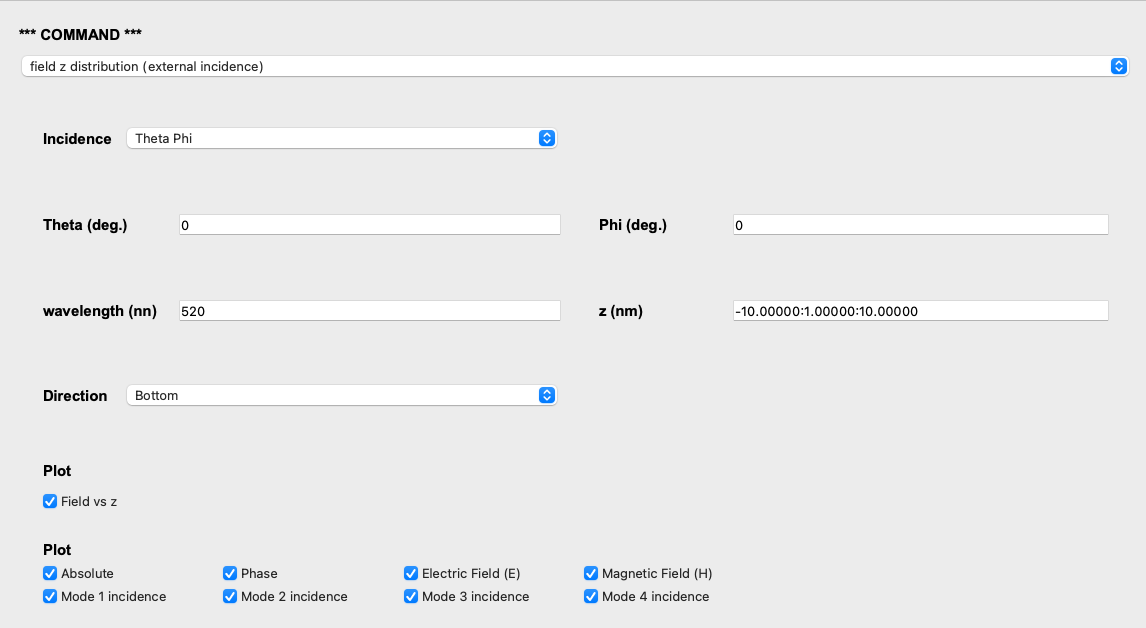 *** COMMAND ***
field z distribution (external incidence)
Incidence Theta Phi
Theta (deg.) 0 Phi (deg.) 0
wavelength (nn) 520 z (nm) -10.00000:1.00000:10.00000
Direction Bottom
Plot
Field vs z
Plot
Absolute Phase Electric Field (E) Magnetic Field (H)
Mode 1 incidence Mode 2 incidence Mode 3 incidence Mode 4 incidence